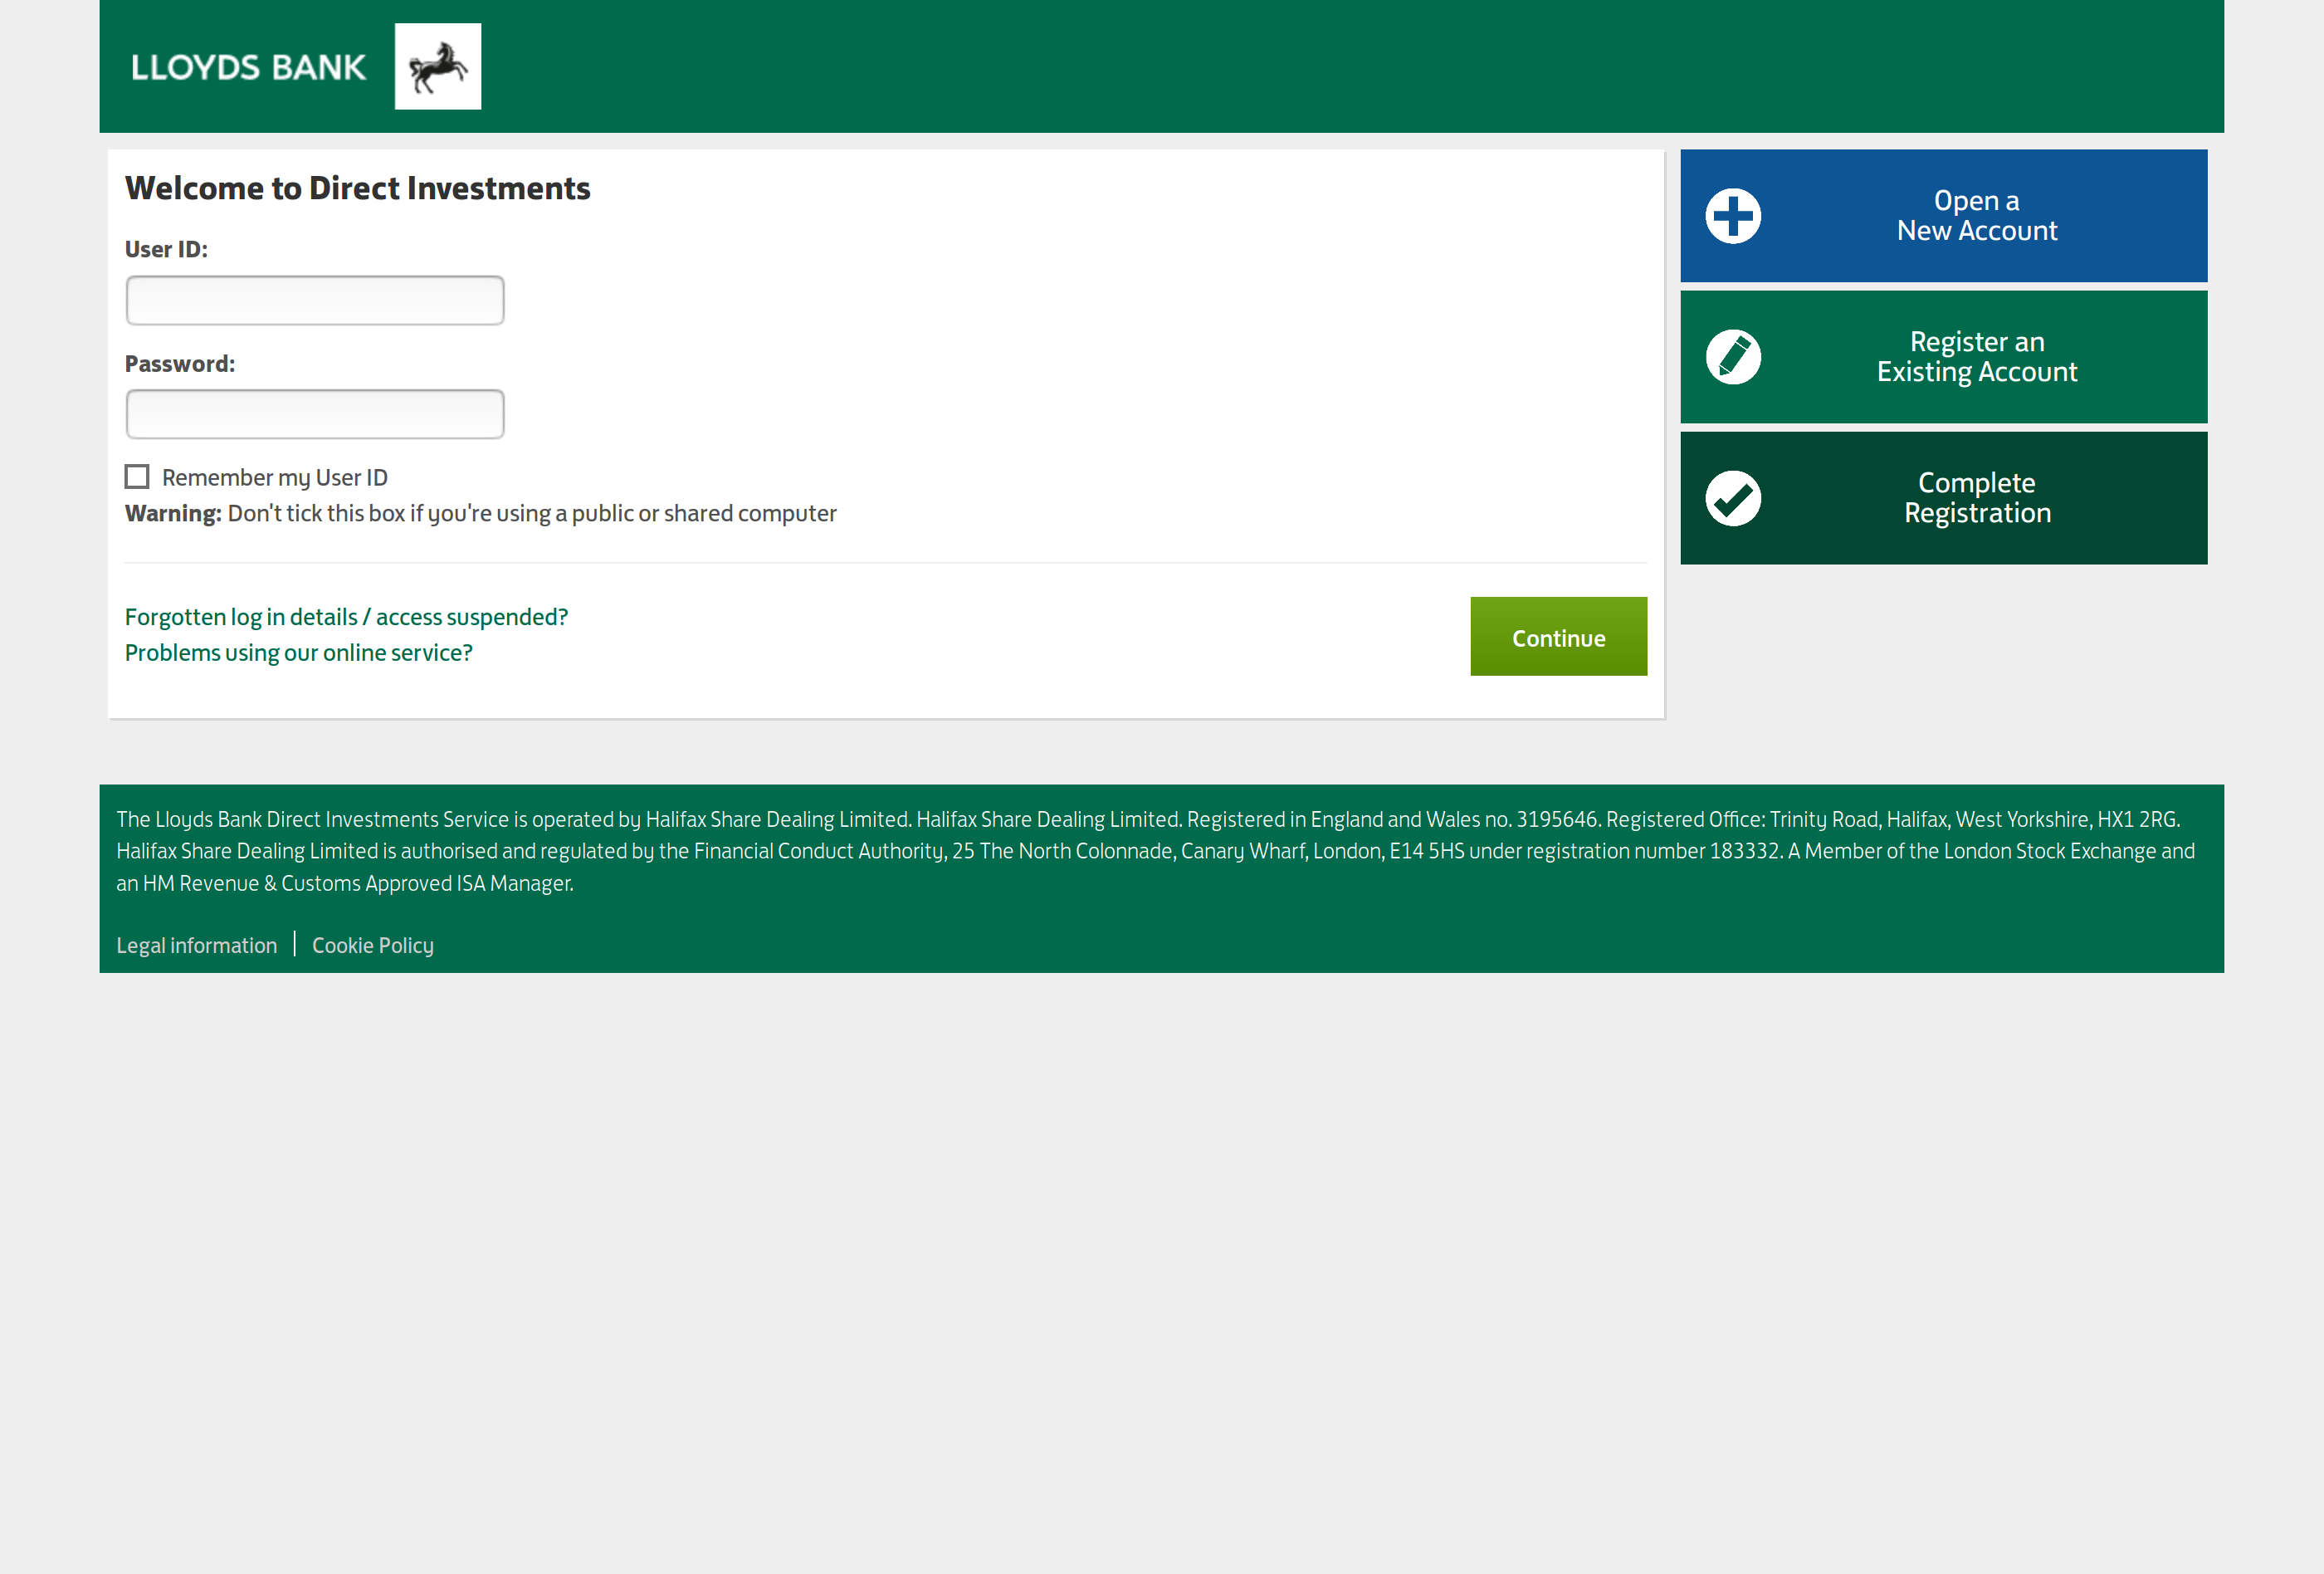 LLOYDS BANK
Welcome to Direct Investments
User ID:
Password:
Remember my User ID
Warning: Don't tick this box if you're using a public or shared computer
Forgotten log in details / access suspended?
Problems using our online service?
Continue
Open a
New Account
Register an
Existing Account
Complete
Registration
The Lloyds Bank Direct Investments Service is operated by Halifax Share Dealing Limited. Halifax Share Dealing Limited. Registered in England and Wales no. 3195646. Registered Office: Trinity Road, Halifax, West Yorkshire, HX1 2RG.
Halifax Share Dealing Limited is authorised and regulated by the Financial Conduct Authority, 25 The North Colonnade, Canary Wharf, London, E14 5HS under registration number 183332. A Member of the London Stock Exchange and
an HM Revenue & Customs Approved ISA Manager.
Legal information | Cookie Policy